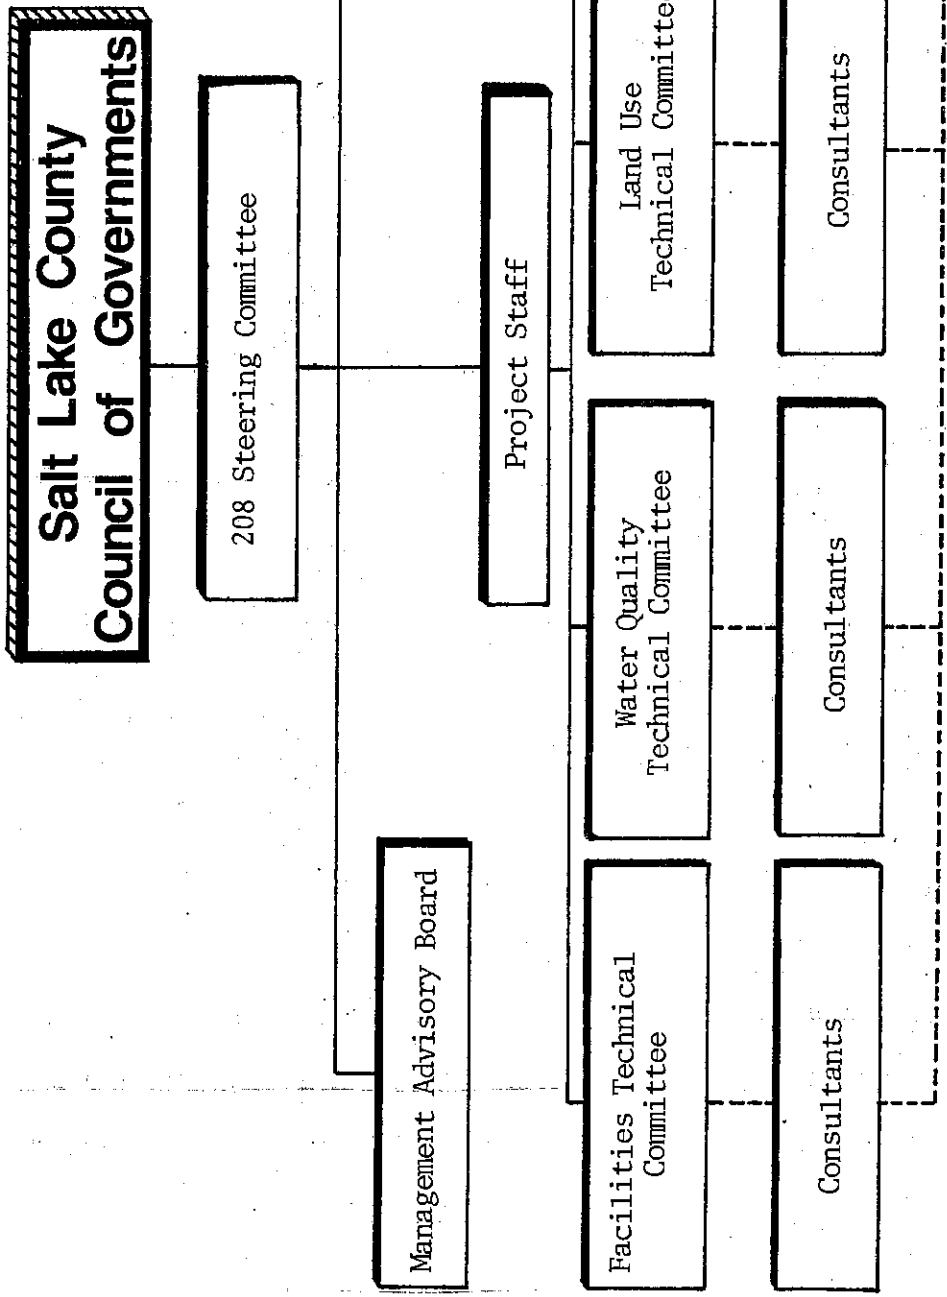 Salt Lake County
Council of Governments
208 Steering Committee
Management Advisory Board
Project Staff
Facilities Technical
Committee
Water Quality
Technical Committee
Land Use
Technical Committee
Consultants
Consultants
Consultants